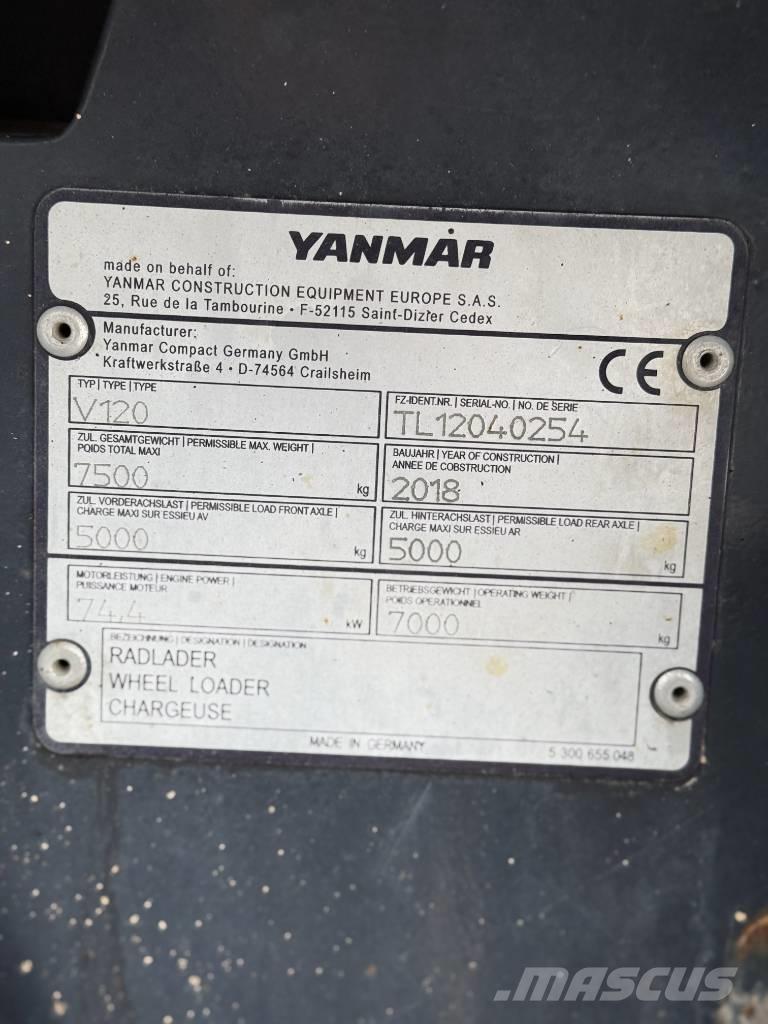 YANMAR
made on behalf of:
YANMAR CONSTRUCTION EQUIPMENT EUROPE S.A.S.
25, Rue de la Tambourine · F-52115 Saint-Dizier Cedex
Manufacturer:
Yanmar Compact Germany GmbH
Kraftwerkstraße 4 · D-74564 Crailsheim
CE
TYP | TYPE | TYPE
V120
FZ-IDENT.NR. | SERIAL-NO. | NO. DE SERIE
TL12040254
ZUL. GESAMTGEWICHT | PERMISSIBLE MAX. WEIGHT |
POIDS TOTAL MAXI
7500 kg
BAUJAHR | YEAR OF CONSTRUCTION |
ANNEE DE COBSTRUCTION
2018
ZUL. VORDERACHSLAST | PERMISSIBLE LOAD FRONT AXLE |
CHARGE MAXI SUR ESSIEU AV
5000 kg
ZUL. HINTERACHSLAST | PERMISSIBLE LOAD REAR AXLE |
CHARGE MAXI SUR ESSIEU AR
5000 kg
MOTORLEISTUNG | ENGINE POWER |
PUISSANCE MOTEUR
74,4 kW
BETRIEBSGEWICHT | OPERATING WEIGHT |
POIDS OPERATIONNEL
7000 kg
BEZEICHNUNG | DESIGNATION | DESIGNATION
RADLADER
WHEEL LOADER
CHARGEUSE
MADE IN GERMANY
5 300 655 048
MASCUS